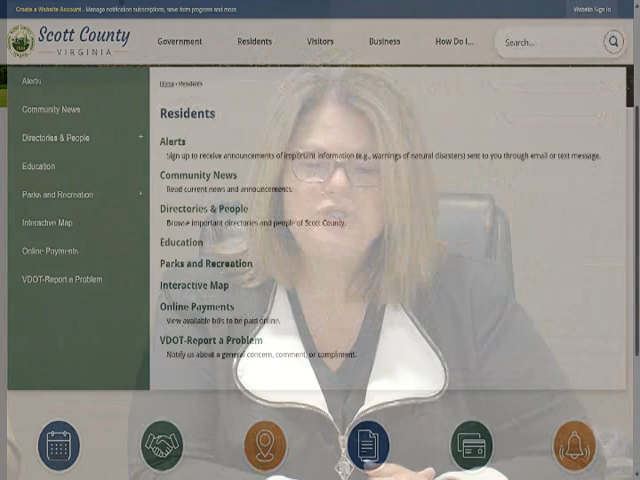 Create a Website Account - Manage notification subscriptions, save form progress and more.
Website Sign In
Scott County
VIRGINIA
Government
Residents
Visitors
Business
How Do I...
Search...
Alerts
Community News
Directories & People +
Education
Parks and Recreation +
Interactive Map
Online Payments
VDOT-Report a Problem
Home › Residents
Residents
Alerts
Sign up to receive announcements of important information (e.g., warnings of natural disasters) sent to you through email or text message.
Community News
Read current news and announcements.
Directories & People
Browse important directories and people of Scott County.
Education
Parks and Recreation
Interactive Map
Online Payments
View available bills to be paid online.
VDOT-Report a Problem
Notify us about a general concern, comment, or compliment.